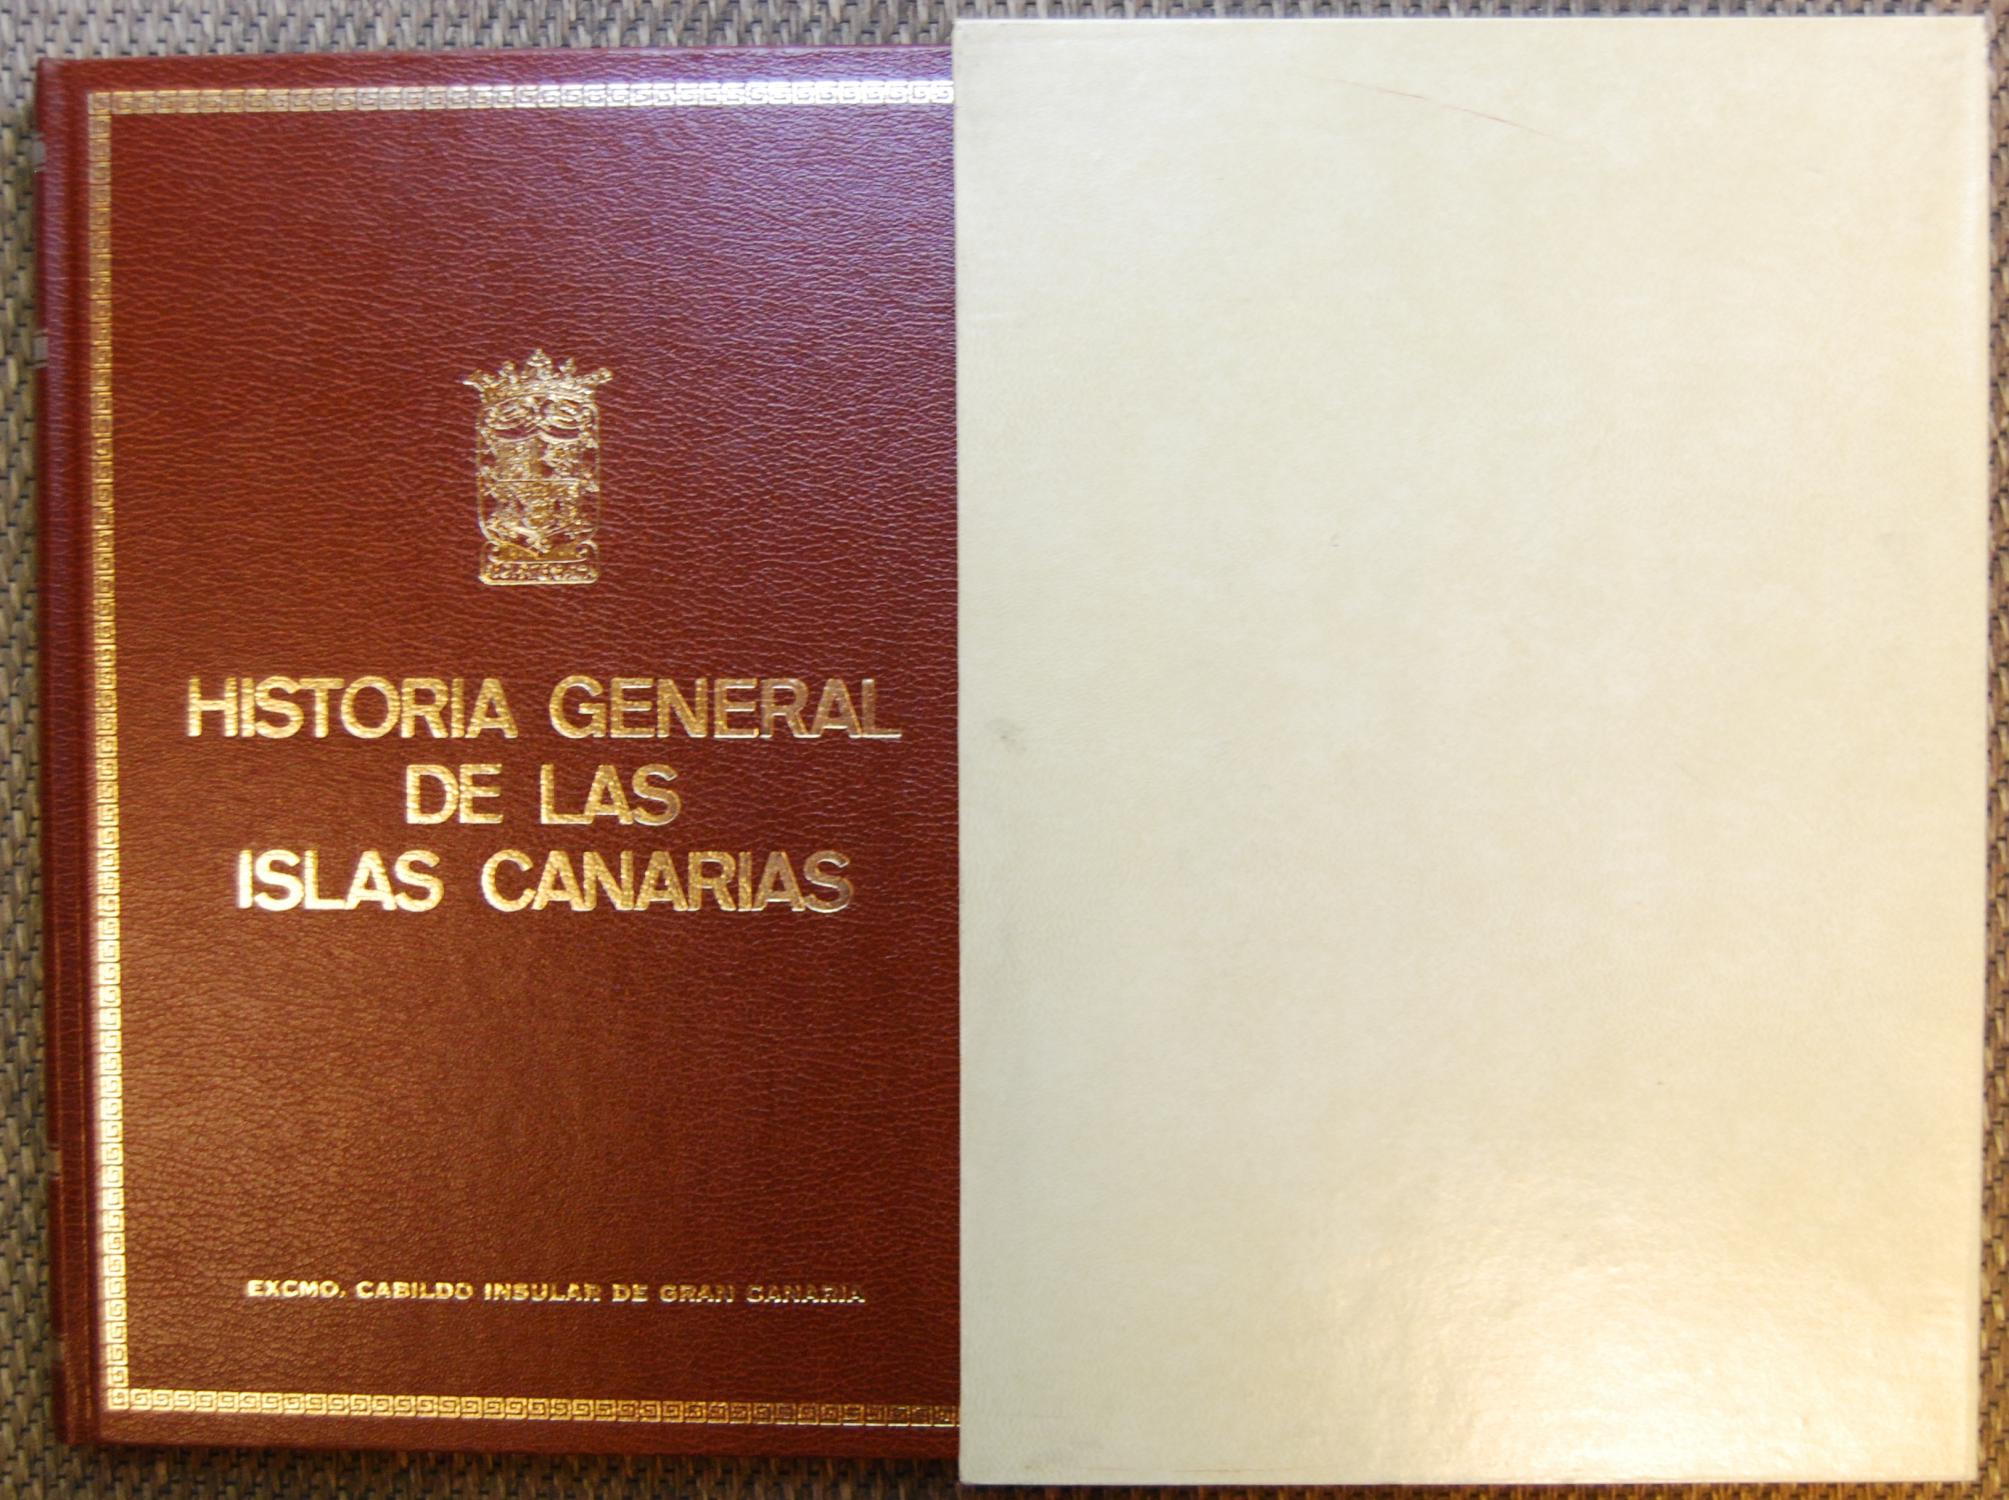 HISTORIA GENERAL
DE LAS
ISLAS CANARIAS
EXCMO. CABILDO INSULAR DE GRAN CANARIA